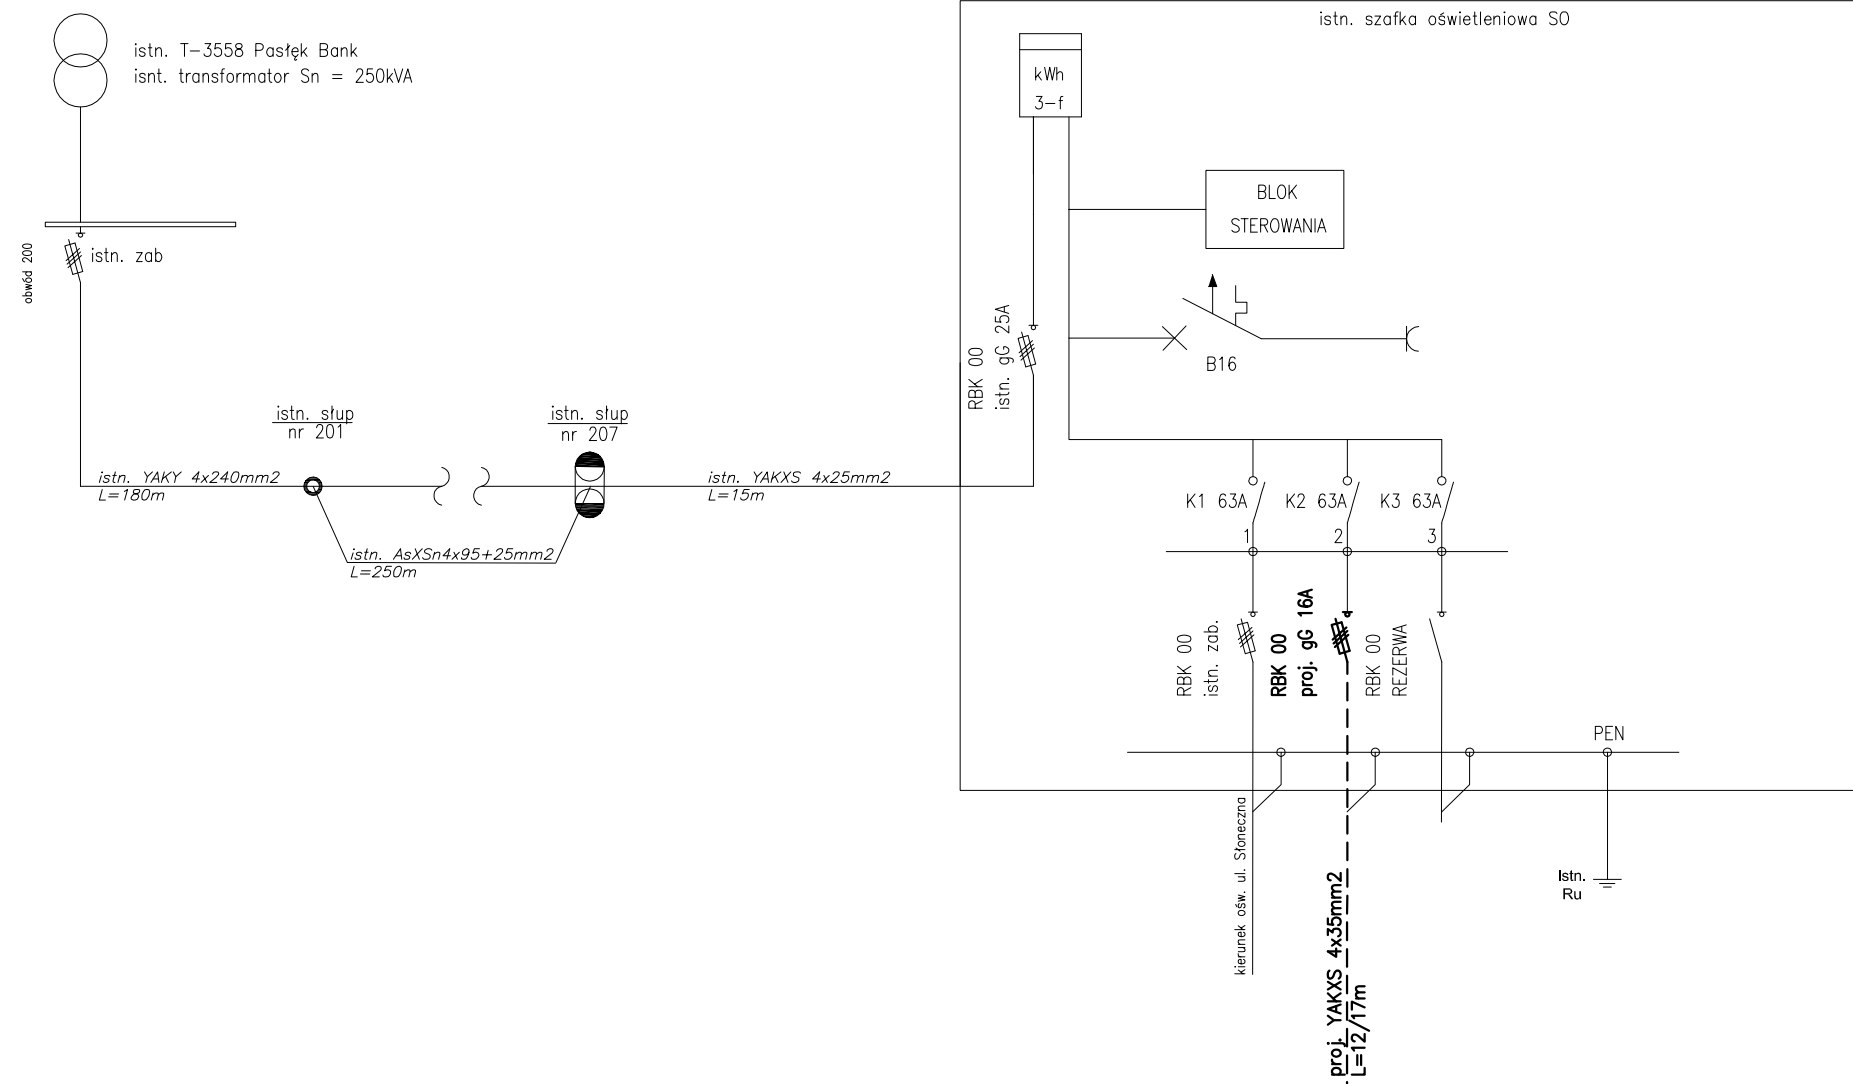 istn. szafka oświetleniowa SO
istn. T-3558 Pasłęk Bank
isnt. transformator Sn = 250kVA
kWh
3-f
BLOK
STEROWANIA
obwód 200
istn. zab
RBK 00
istn. gG 25A
B16
istn. słup
nr 201
istn. słup
nr 207
istn. YAKY 4x240mm2
L=180m
istn. YAKXS 4x25mm2
L=15m
istn. AsXSn4x95+25mm2
L=250m
K1 63A
K2 63A
K3 63A
1
2
3
RBK 00
istn. zab.
RBK 00
proj. gG 16A
RBK 00
REZERWA
PEN
kierunek ośw. ul. Słoneczna
Istn.
Ru
proj. YAKXS 4x35mm2
L=12/17m